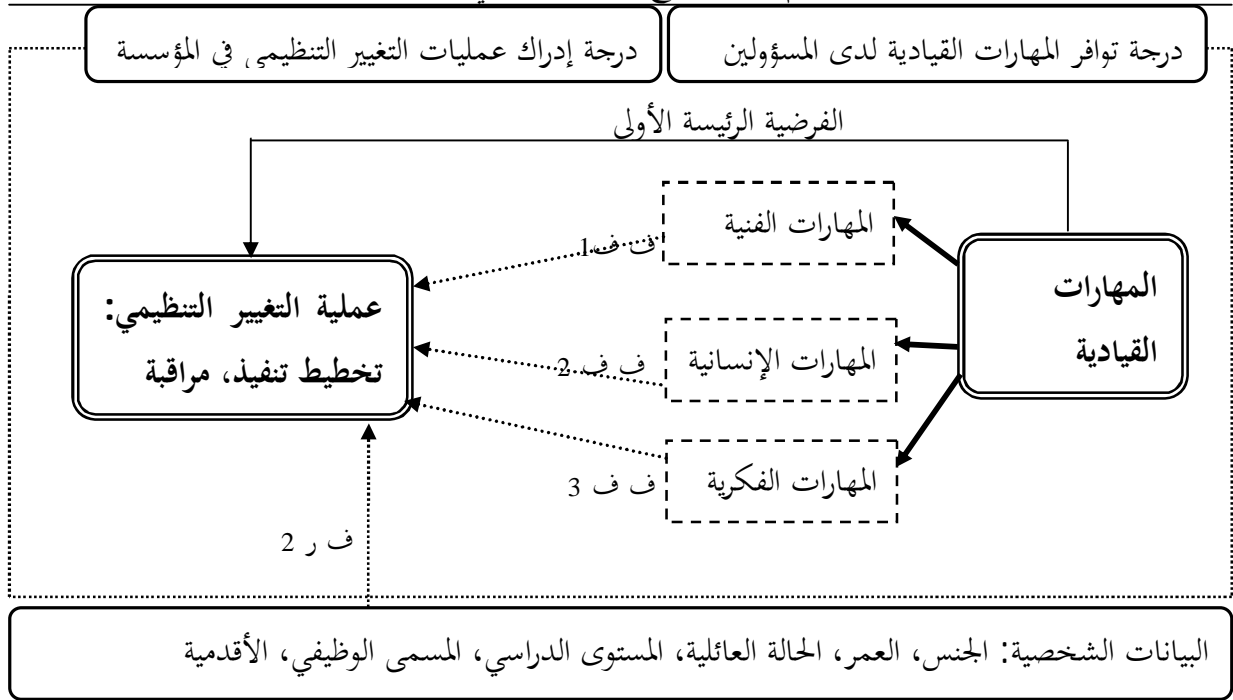 درجة توافر المهارات القيادية لدى المسؤولين
درجة إدراك عمليات التغيير التنظيمي في المؤسسة
الفرضية الرئيسة الأولى
المهارات الفنية
ف ف1
المهارات
القيادية
عملية التغيير التنظيمي:
تخطيط تنفيذ، مراقبة
المهارات الإنسانية
ف ف 2
المهارات الفكرية
ف ف 3
ف ر 2
البيانات الشخصية: الجنس، العمر، الحالة العائلية، المستوى الدراسي، المسمى الوظيفي، الأقدمية